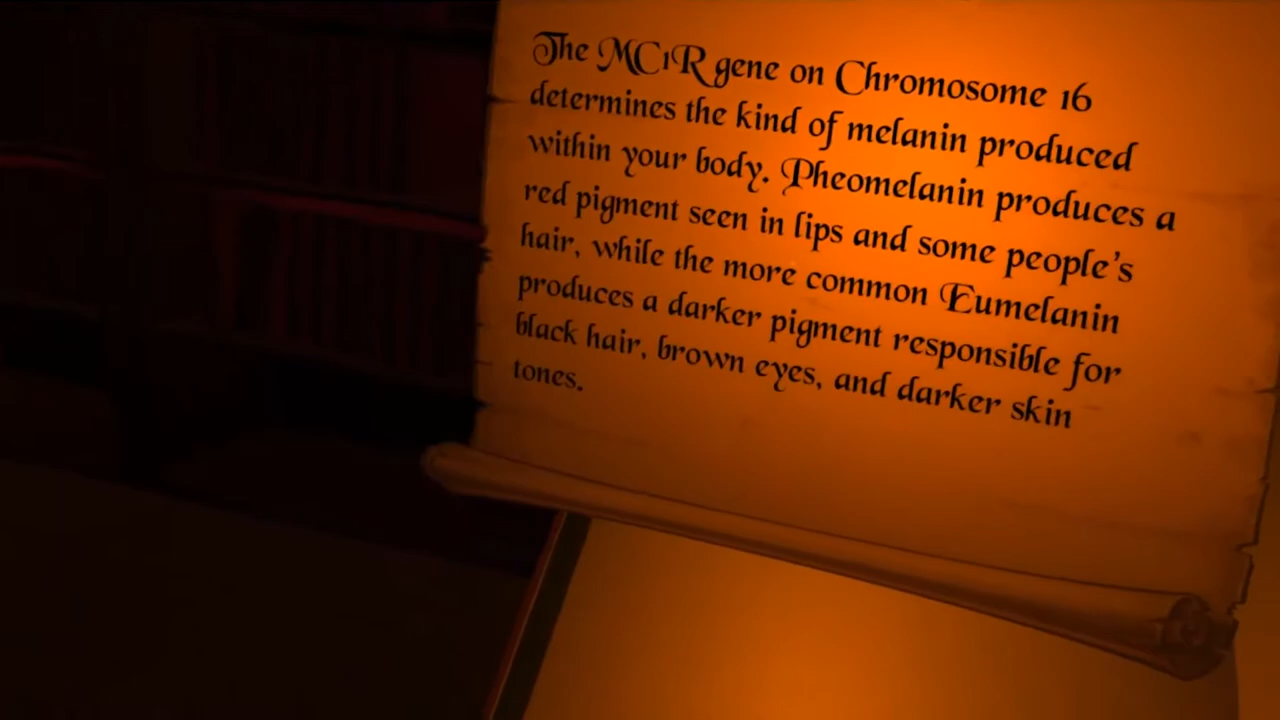 The MC1R gene on Chromosome 16
determines the kind of melanin produced
within your body. Pheomelanin produces a
red pigment seen in lips and some people's
hair, while the more common Eumelanin
produces a darker pigment responsible for
black hair, brown eyes, and darker skin
tones.